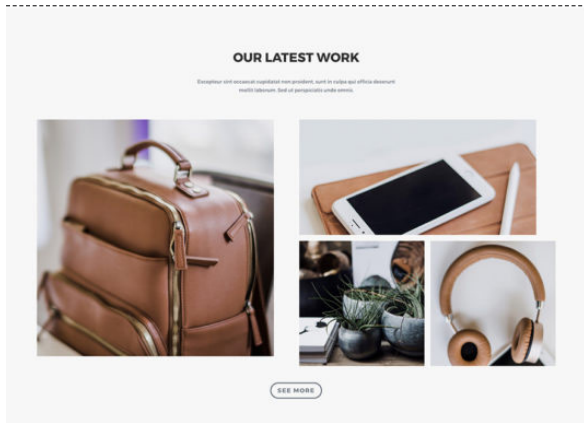 OUR LATEST WORK
Excepteur sint occaecat cupidatat non proident, sunt in culpa qui officia deserunt
mollit laborum. Sed ut perspiciatis unde omnis.
SEE MORE